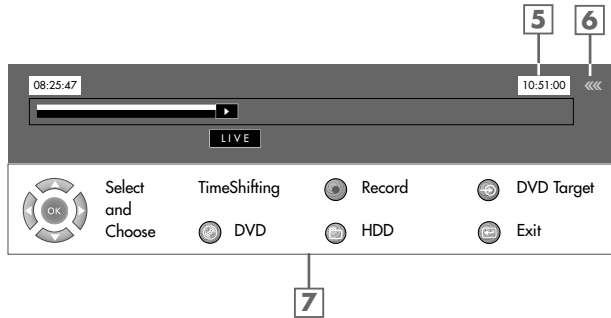 5 6
08:25:47 10:51:00
LIVE
Select TimeShifting Record DVD Target
and
Choose DVD HDD Exit
OK
7